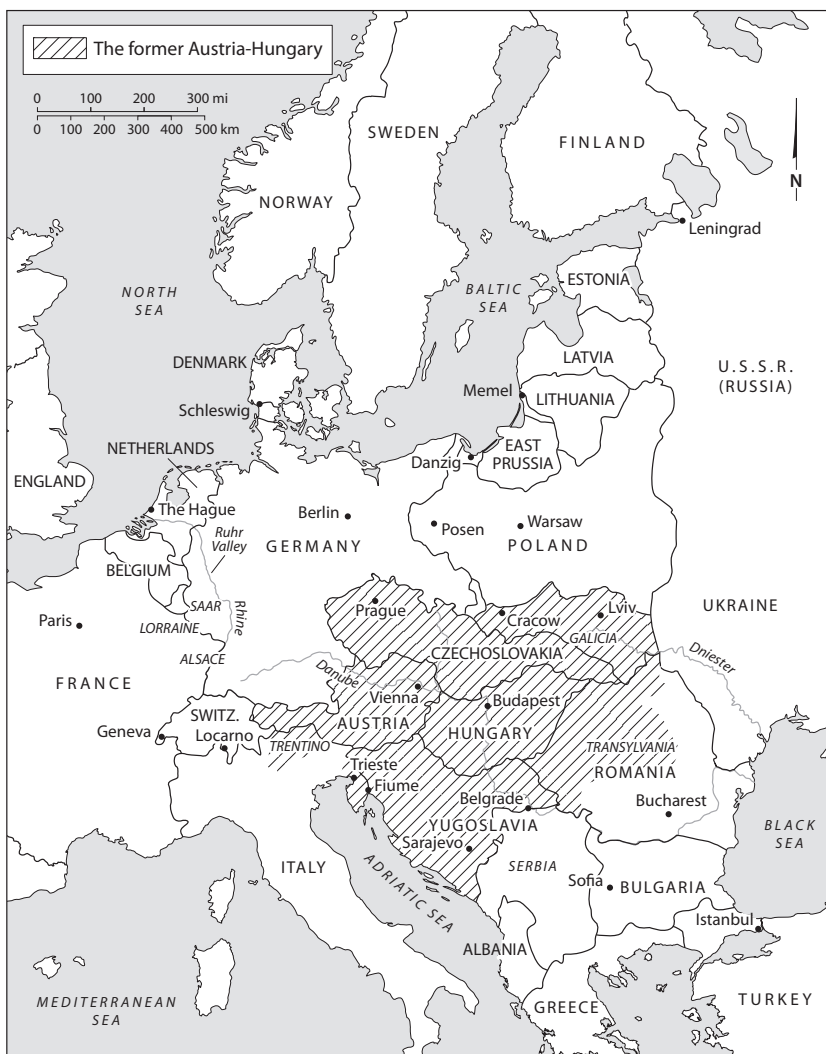 The former Austria-Hungary
0 100 200 300 mi
0 100 200 300 400 500 km
SWEDEN
FINLAND
N
NORWAY
Leningrad
NORTH
SEA
BALTIC
SEA
ESTONIA
DENMARK
LATVIA
U.S.S.R.
(RUSSIA)
Memel
LITHUANIA
Schleswig
NETHERLANDS
EAST
PRUSSIA
Danzig
ENGLAND
The Hague
Berlin
Posen
Warsaw
Ruhr
Valley
GERMANY
POLAND
BELGIUM
Rhine
SAAR
Prague
Cracow
Lviv
UKRAINE
Paris
LORRAINE
GALICIA
CZECHOSLOVAKIA
Dniester
ALSACE
Danube
FRANCE
Vienna
Budapest
SWITZ.
AUSTRIA
HUNGARY
Geneva
Locarno
TRENTINO
TRANSYLVANIA
ROMANIA
Trieste
Fiume
Belgrade
Bucharest
YUGOSLAVIA
BLACK
SEA
Sarajevo
ITALY
SERBIA
ADRIATIC SEA
Sofia
BULGARIA
Istanbul
ALBANIA
MEDITERRANEAN
SEA
GREECE
TURKEY